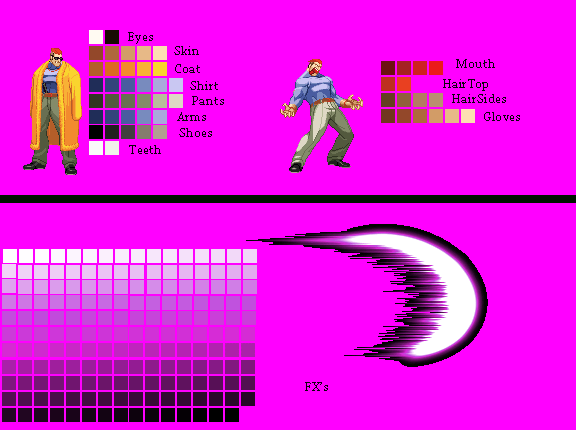 Eyes
Skin
Coat
Shirt
Pants
Arms
Shoes
Teeth
Mouth
Hair Top
HairSides
Gloves
FX's